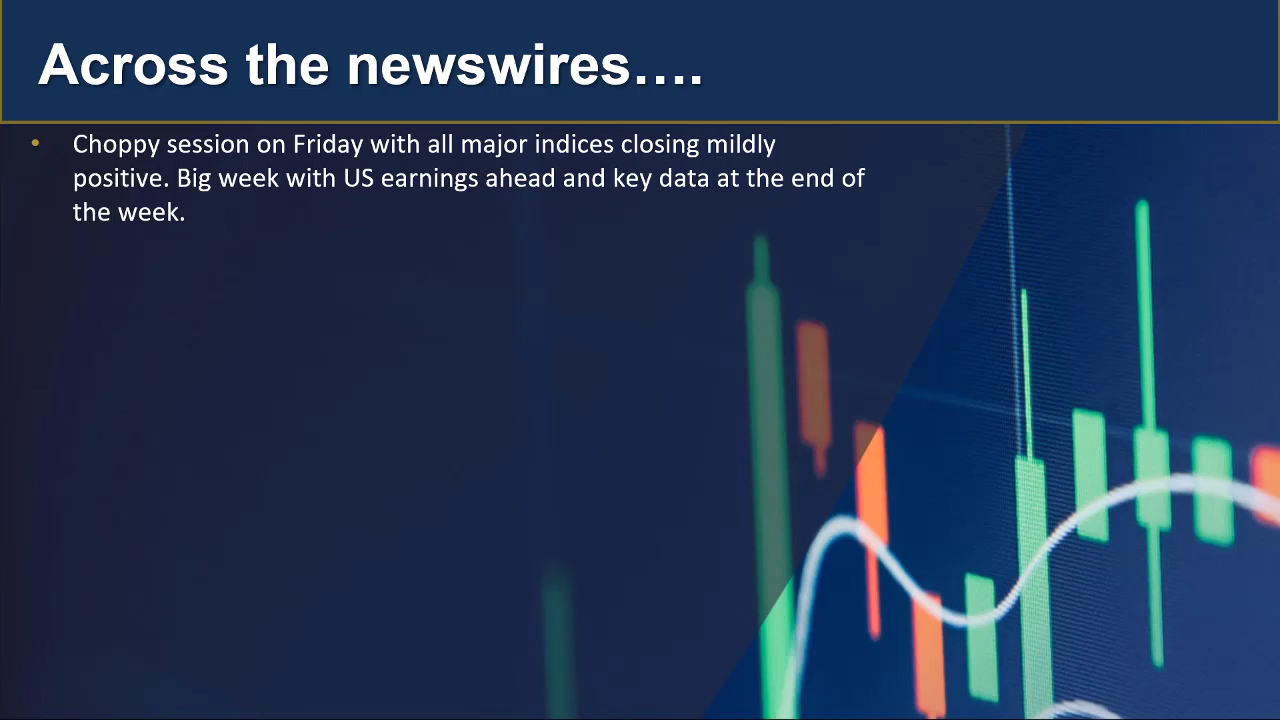 Across the newswires….
• Choppy session on Friday with all major indices closing mildly
positive. Big week with US earnings ahead and key data at the end of
the week.